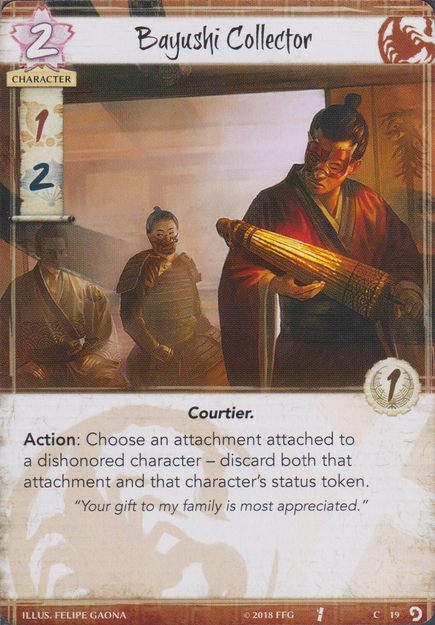 2
Bayushi Collector
CHARACTER
1
2
1
Courtier.
Action: Choose an attachment attached to
a dishonored character – discard both that
attachment and that character's status token.
"Your gift to my family is most appreciated."
ILLUS. FELIPE GAONA
© 2018 FFG
C 19